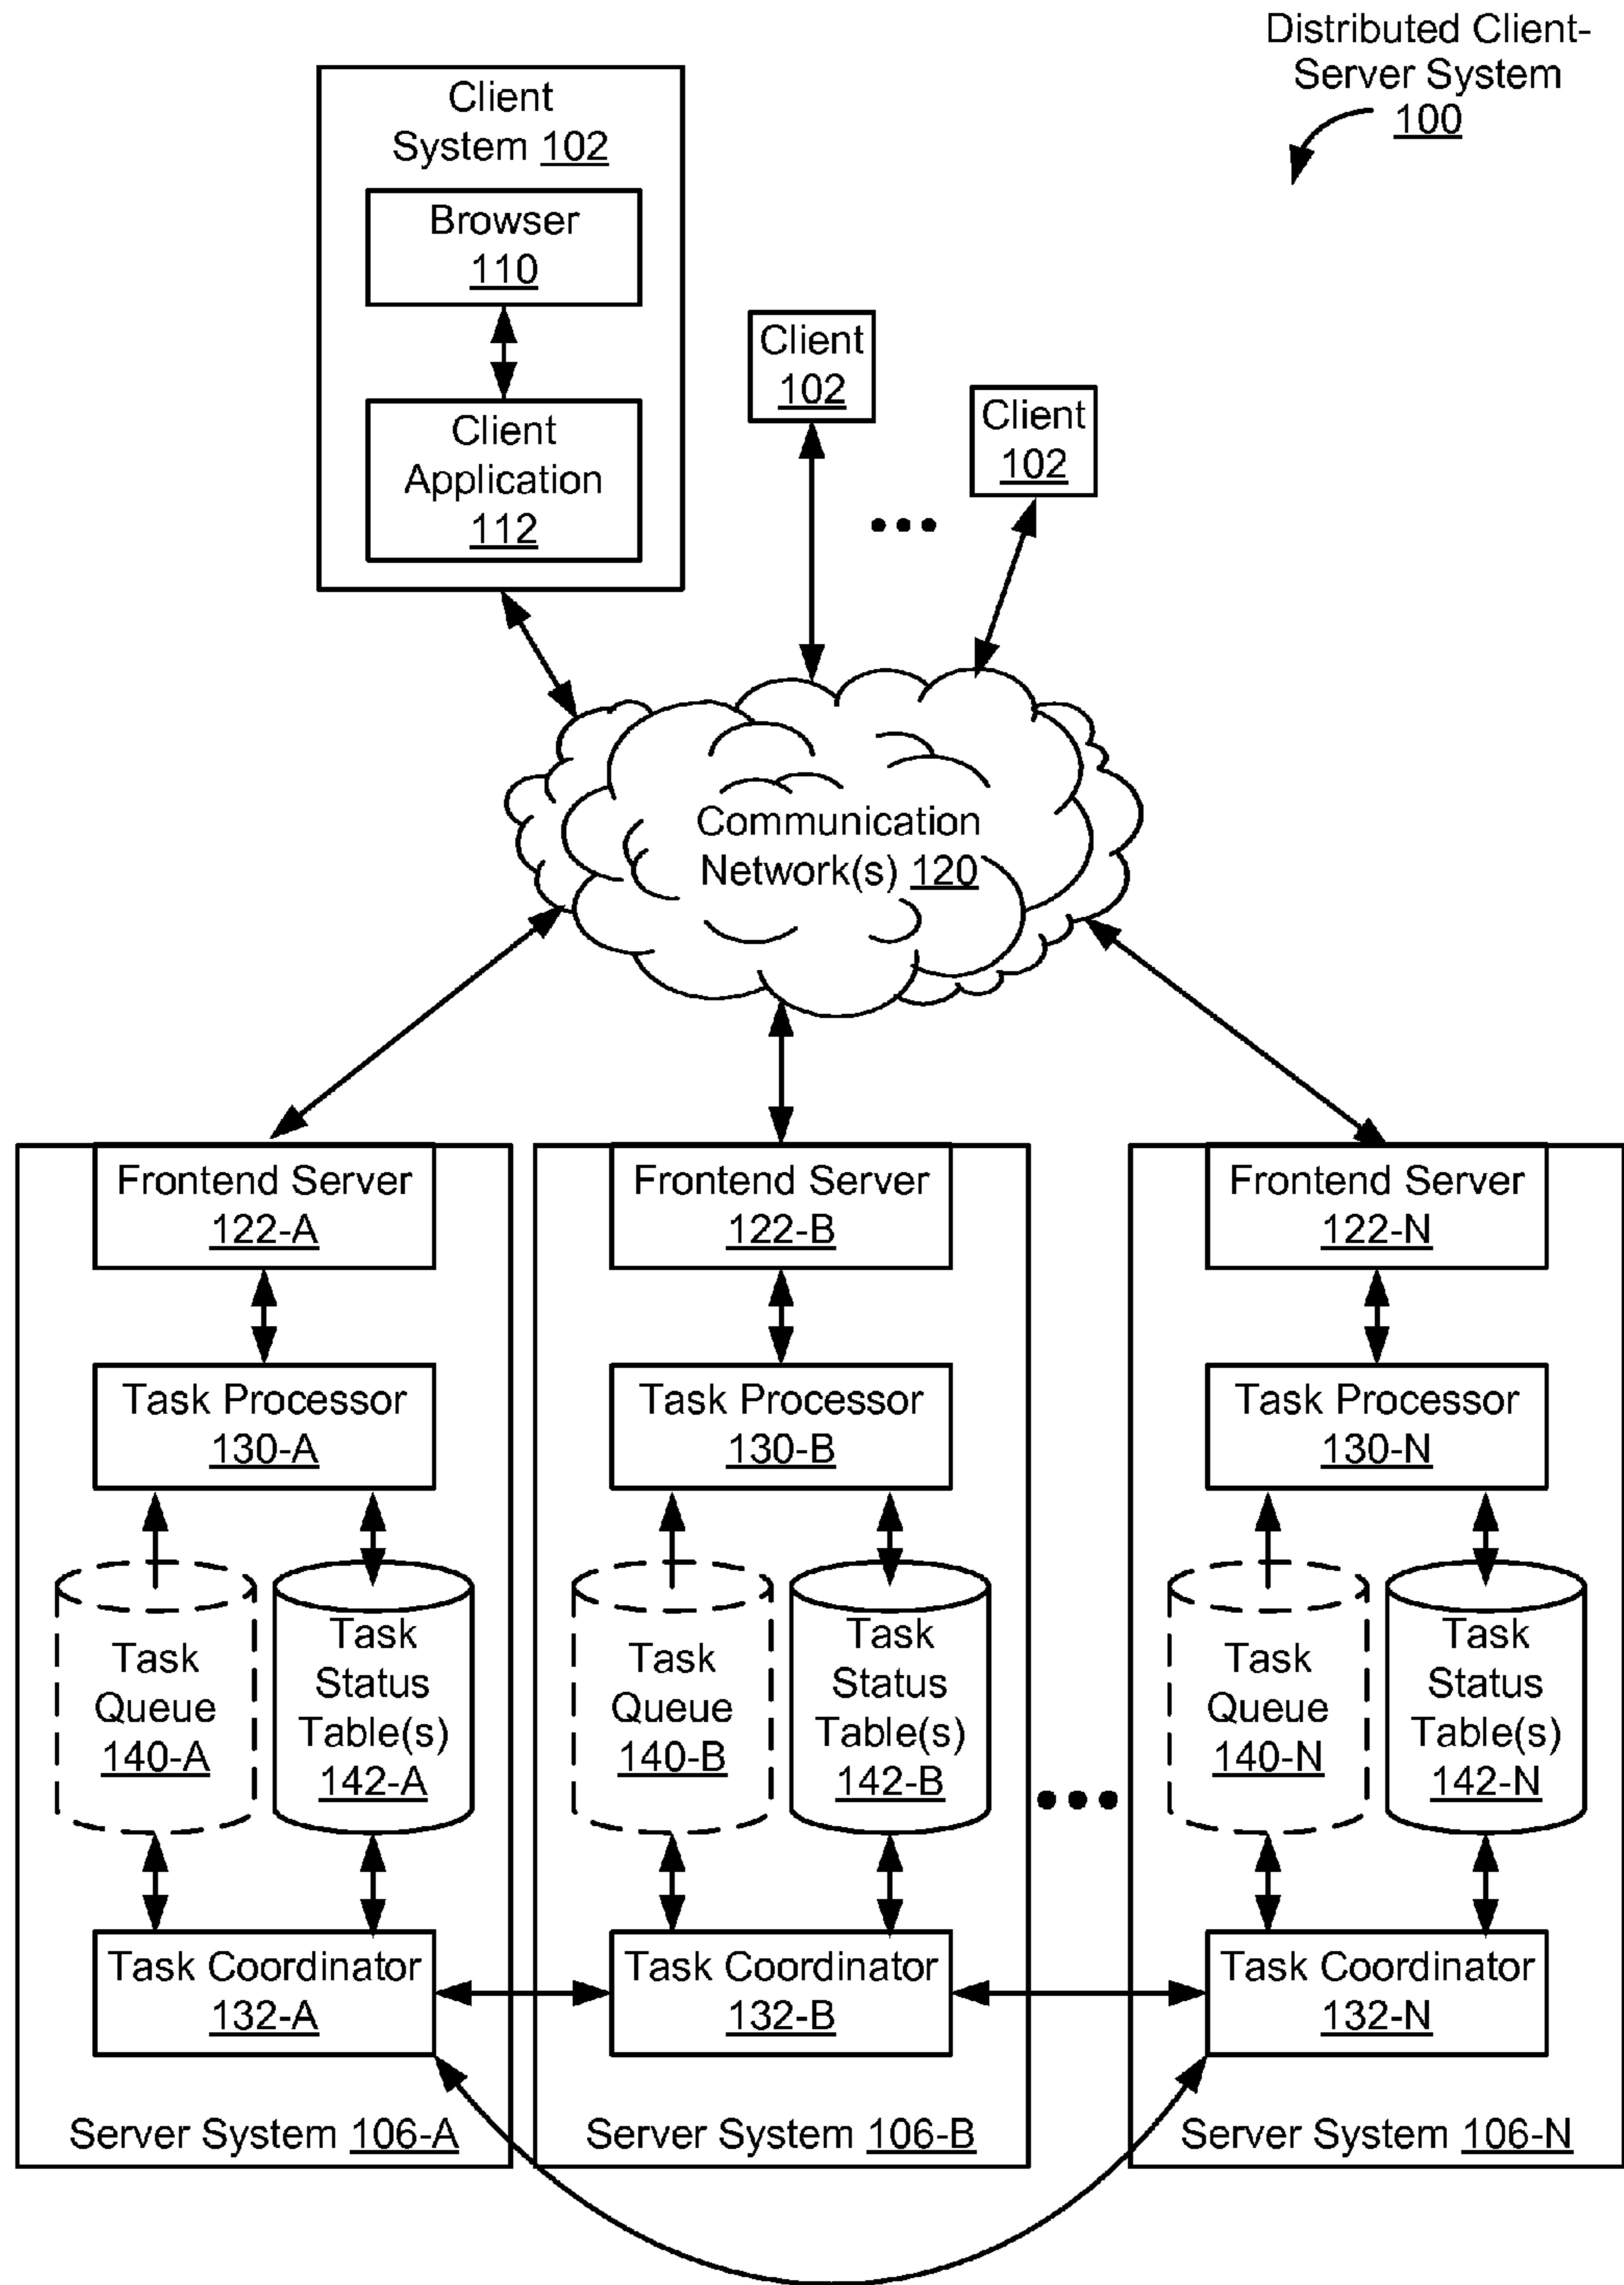 Distributed Client-
Server System
100
Client
System 102
Browser
110
Client
Application
112
Client
102
Client
102
Communication
Network(s) 120
Frontend Server
122-A
Task Processor
130-A
Task
Queue
140-A
Task
Status
Table(s)
142-A
Task Coordinator
132-A
Server System 106-A
Frontend Server
122-B
Task Processor
130-B
Task
Queue
140-B
Task
Status
Table(s)
142-B
Task Coordinator
132-B
Server System 106-B
Frontend Server
122-N
Task Processor
130-N
Task
Queue
140-N
Task
Status
Table(s)
142-N
Task Coordinator
132-N
Server System 106-N